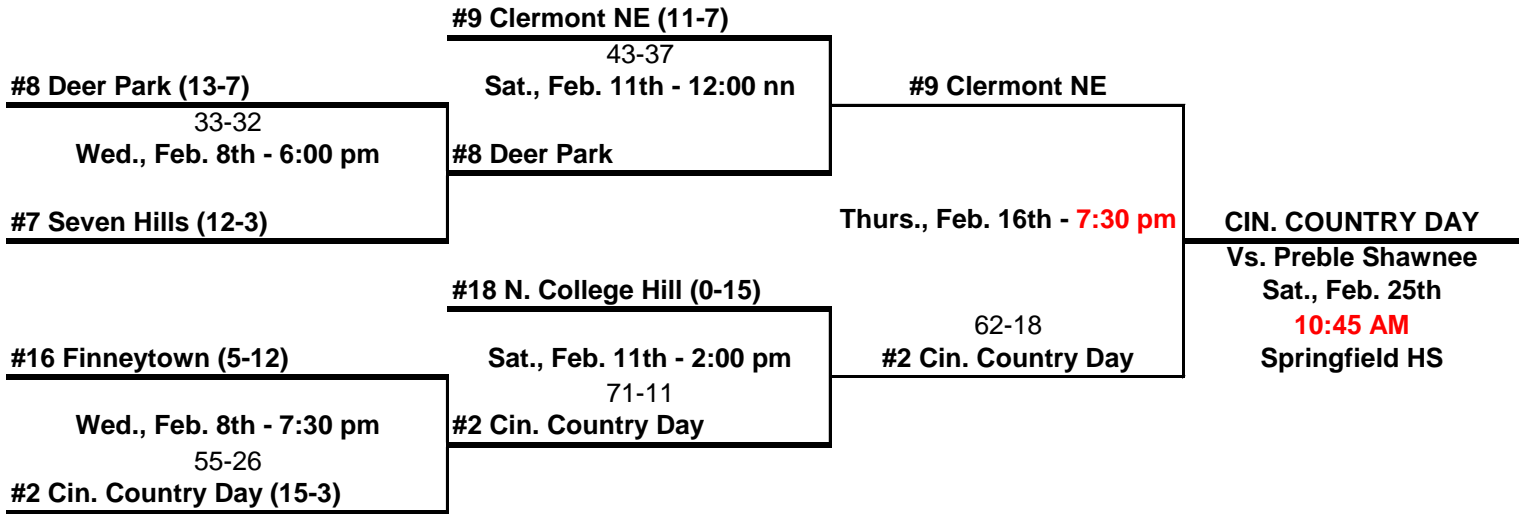 #9 Clermont NE (11-7)
43-37
#8 Deer Park (13-7)
Sat., Feb. 11th - 12:00 nn
#9 Clermont NE
33-32
Wed., Feb. 8th - 6:00 pm
#8 Deer Park
#7 Seven Hills (12-3)
Thurs., Feb. 16th - 7:30 pm
CIN. COUNTRY DAY
Vs. Preble Shawnee
#18 N. College Hill (0-15)
Sat., Feb. 25th
62-18
10:45 AM
#16 Finneytown (5-12)
Sat., Feb. 11th - 2:00 pm
#2 Cin. Country Day
Springfield HS
71-11
Wed., Feb. 8th - 7:30 pm
#2 Cin. Country Day
55-26
#2 Cin. Country Day (15-3)